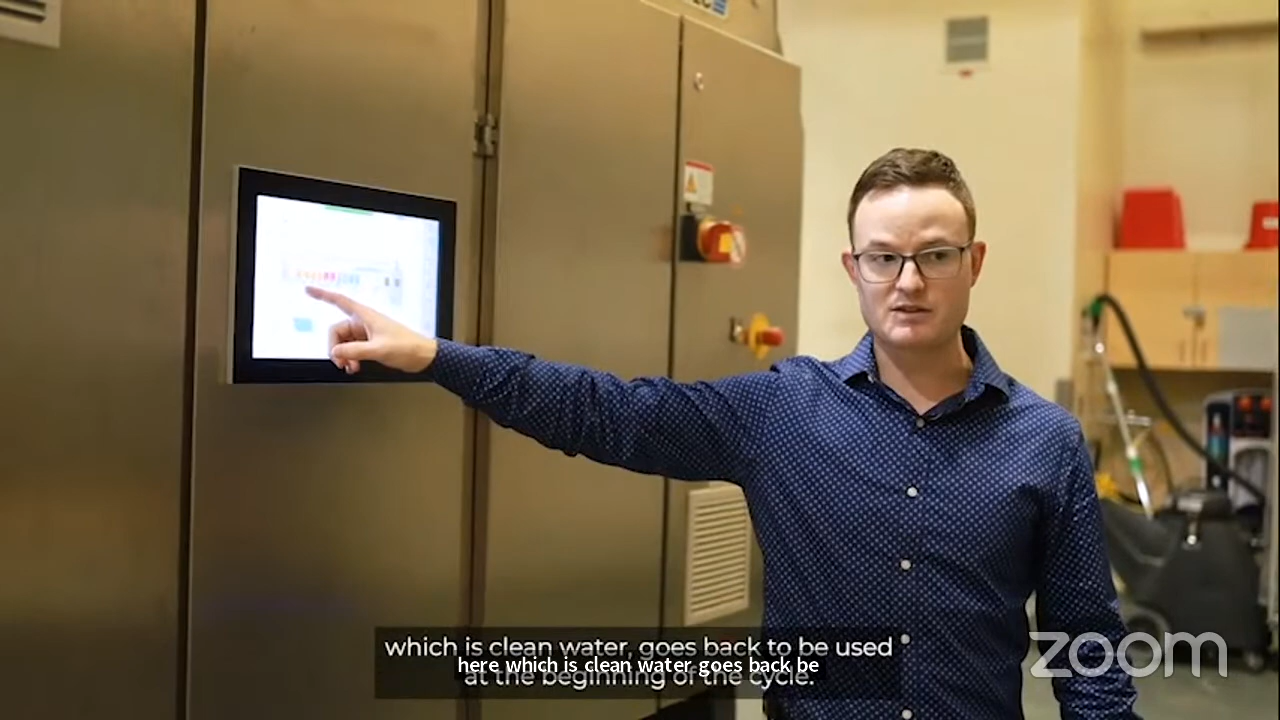 which is clean water, goes back to be used
here which is clean water goes back be
at the beginning of the cycle.
zoom